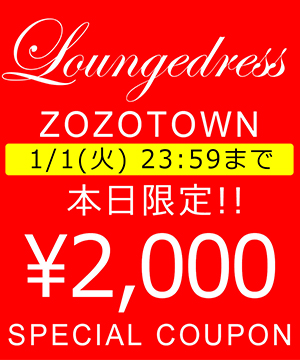 Loungedress
ZOZOTOWN
1/1(火) 23:59まで
本日限定!!
¥2,000
SPECIAL COUPON